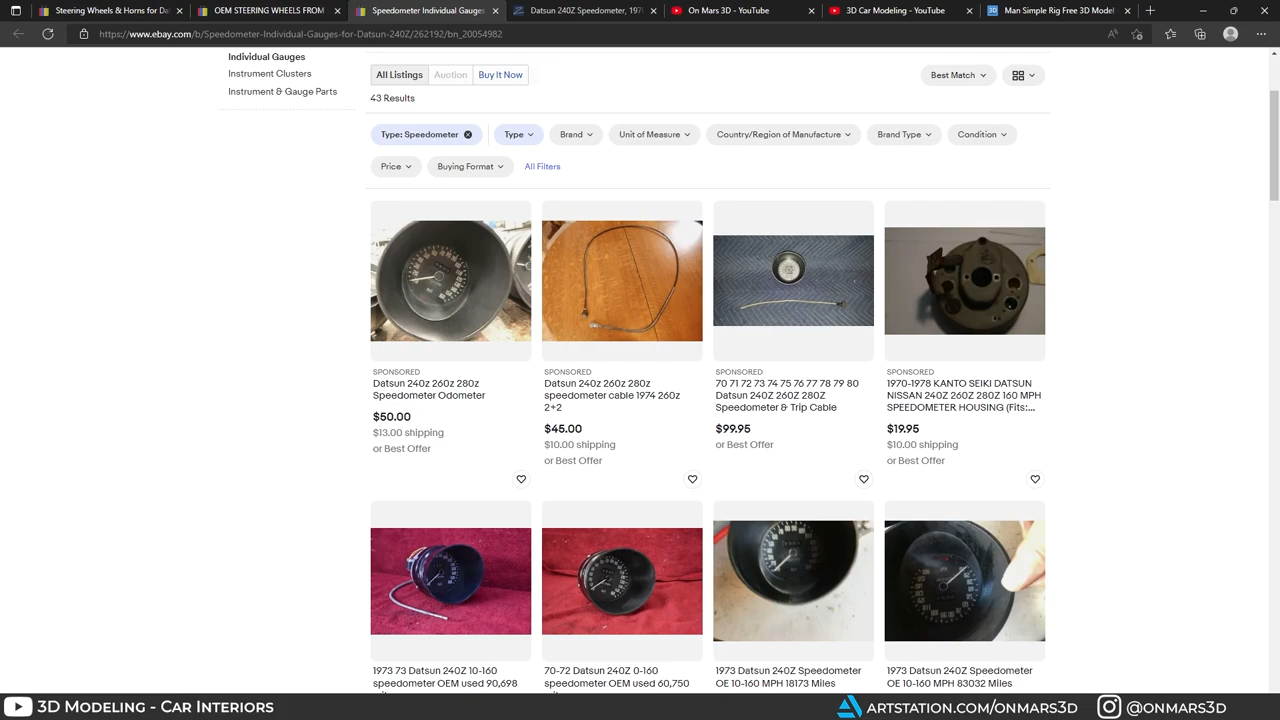 Steering Wheels & Horns for Da
OEM STEERING WHEELS FROM
Speedometer Individual Gauges
Datsun 240Z Speedometer, 197
On Mars 3D - YouTube
3D Car Modeling - YouTube
Man Simple Rig Free 3D Model
https://www.ebay.com/b/Speedometer-Individual-Gauges-for-Datsun-240Z/262192/bn_20054982
Individual Gauges
Instrument Clusters
Instrument & Gauge Parts
All Listings
Auction
Buy It Now
Best Match
43 Results
Type: Speedometer
Type
Brand
Unit of Measure
Country/Region of Manufacture
Brand Type
Condition
Price
Buying Format
All Filters
SPONSORED
Datsun 240z 260z 280z
Speedometer Odometer
$50.00
$13.00 shipping
or Best Offer
SPONSORED
Datsun 240z 260z 280z
speedometer cable 1974 260z
2+2
$45.00
$10.00 shipping
or Best Offer
SPONSORED
70 71 72 73 74 75 76 77 78 79 80
Datsun 240Z 260Z 280Z
Speedometer & Trip Cable
$99.95
or Best Offer
SPONSORED
1970-1978 KANTO SEIKI DATSUN
NISSAN 240Z 260Z 280Z 160 MPH
SPEEDOMETER HOUSING (Fits:...
$19.95
$10.00 shipping
or Best Offer
1973 73 Datsun 240Z 10-160
speedometer OEM used 90,698
70-72 Datsun 240Z 0-160
speedometer OEM used 60,750
1973 Datsun 240Z Speedometer
OE 10-160 MPH 18173 Miles
1973 Datsun 240Z Speedometer
OE 10-160 MPH 83032 Miles
3D MODELING - CAR INTERIORS
ARTSTATION.COM/ONMARS3D
@ONMARS3D